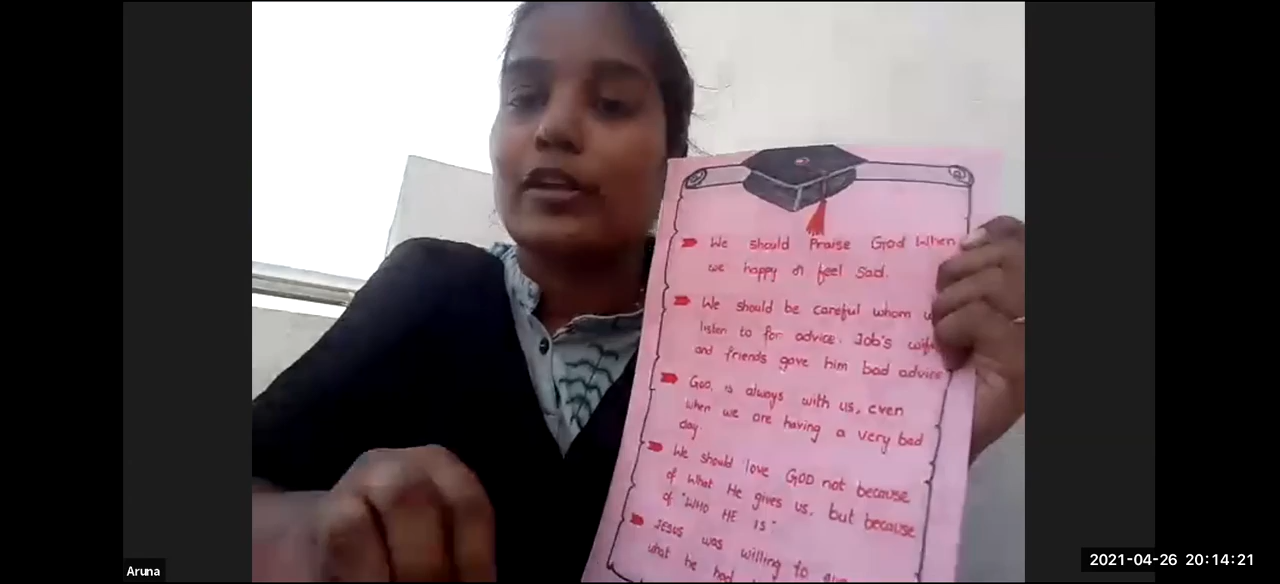 We should Praise God When
we happy or feel Sad.
We should be careful whom
listen to for advice. Job's wife
and friends gave him bad advice
God, is always with us, even
when we are having a very bad
day.
We should love GOD not because
of what He gives us, but because
of "WHO HE IS"
JESUS was willing to
what he had
Aruna
2021-04-26 20:14:21